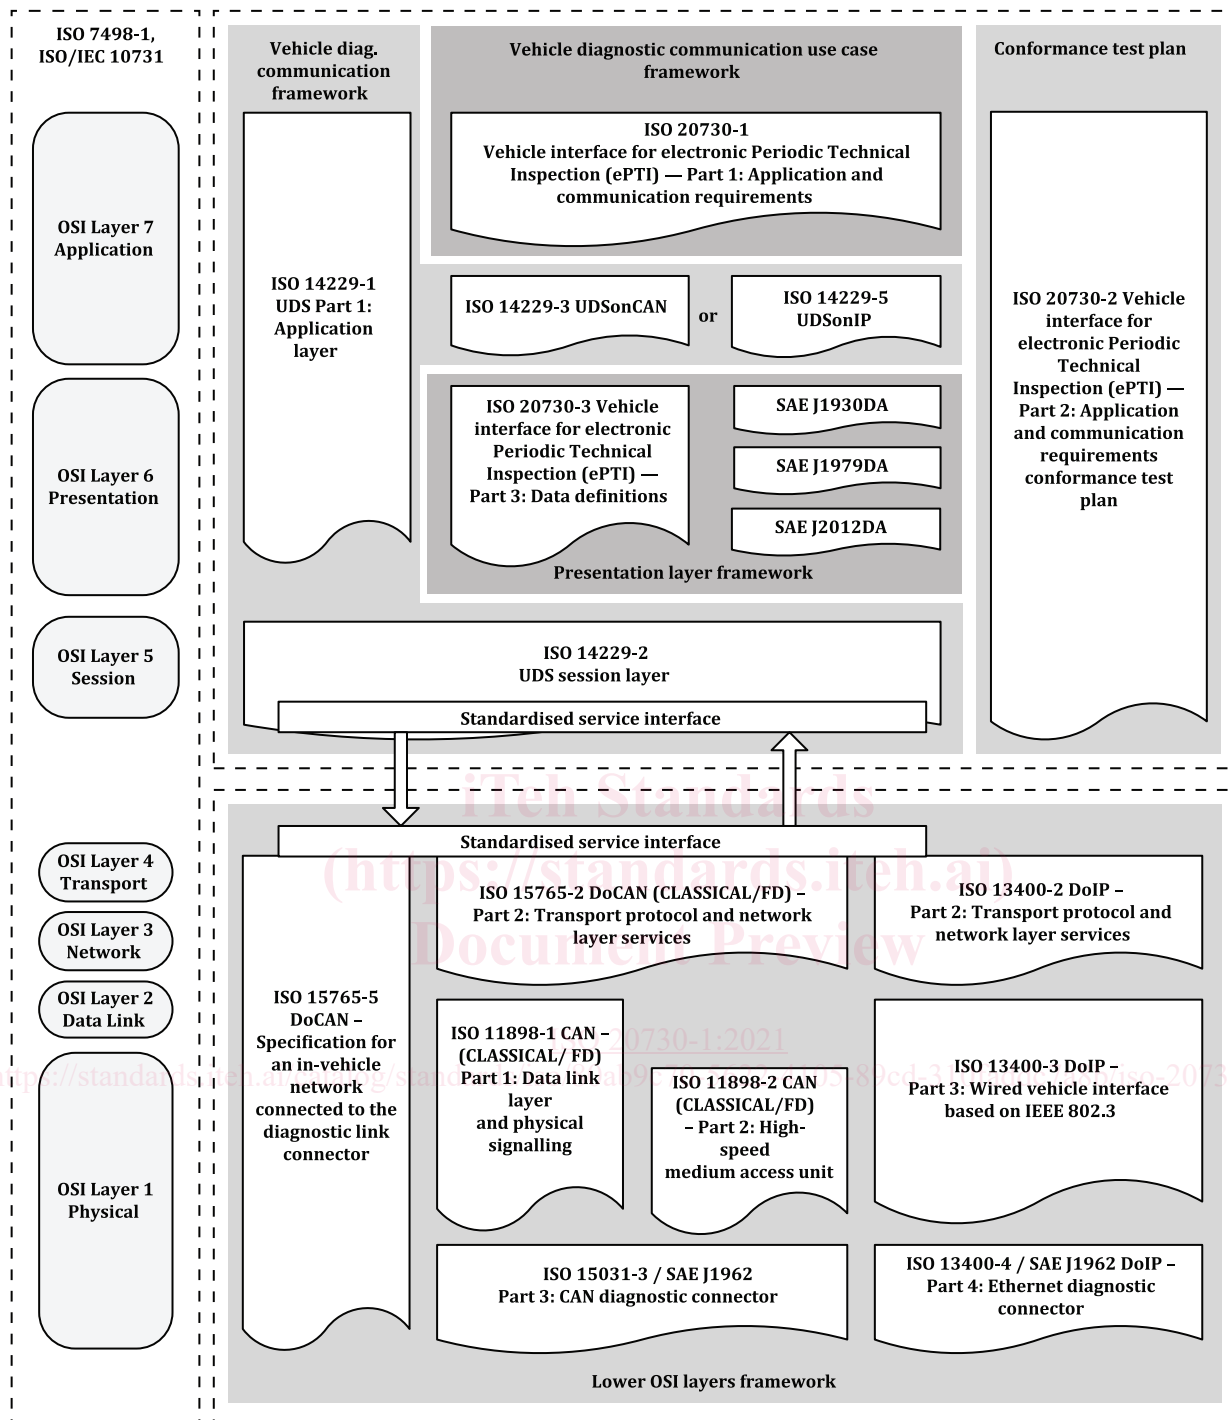 ISO 7498-1,
ISO/IEC 10731
OSI Layer 7
Application
OSI Layer 6
Presentation
OSI Layer 5
Session
OSI Layer 4
Transport
OSI Layer 3
Network
OSI Layer 2
Data Link
OSI Layer 1
Physical
Vehicle diag.
communication
framework
ISO 14229-1
UDS Part 1:
Application
layer
Vehicle diagnostic communication use case
framework
ISO 20730-1
Vehicle interface for electronic Periodic Technical
Inspection (ePTI) — Part 1: Application and
communication requirements
ISO 14229-3 UDSonCAN
or
ISO 14229-5
UDSonIP
ISO 20730-3 Vehicle
interface for electronic
Periodic Technical
Inspection (ePTI) —
Part 3: Data definitions
SAE J1930DA
SAE J1979DA
SAE J2012DA
Presentation layer framework
Conformance test plan
ISO 20730-2 Vehicle
interface for
electronic Periodic
Technical
Inspection (ePTI) —
Part 2: Application
and communication
requirements
conformance test
plan
ISO 14229-2
UDS session layer
Standardised service interface
iTeh Standards
(https://standards.iteh.ai)
Document Preview
ISO 20730-1:2021
Standardised service interface
ISO 15765-5
DoCAN –
Specification for
an in-vehicle
network
connected to the
diagnostic link
connector
ISO 15765-2 DoCAN (CLASSICAL/FD) –
Part 2: Transport protocol and network
layer services
ISO 13400-2 DoIP –
Part 2: Transport protocol and
network layer services
ISO 11898-1 CAN –
(CLASSICAL/ FD)
Part 1: Data link
layer
and physical
signalling
ISO 11898-2 CAN
(CLASSICAL/FD)
– Part 2: High-
speed
medium access unit
ISO 13400-3 DoIP –
Part 3: Wired vehicle interface
based on IEEE 802.3
ISO 15031-3 / SAE J1962
Part 3: CAN diagnostic connector
ISO 13400-4 / SAE J1962 DoIP –
Part 4: Ethernet diagnostic
connector
Lower OSI layers framework